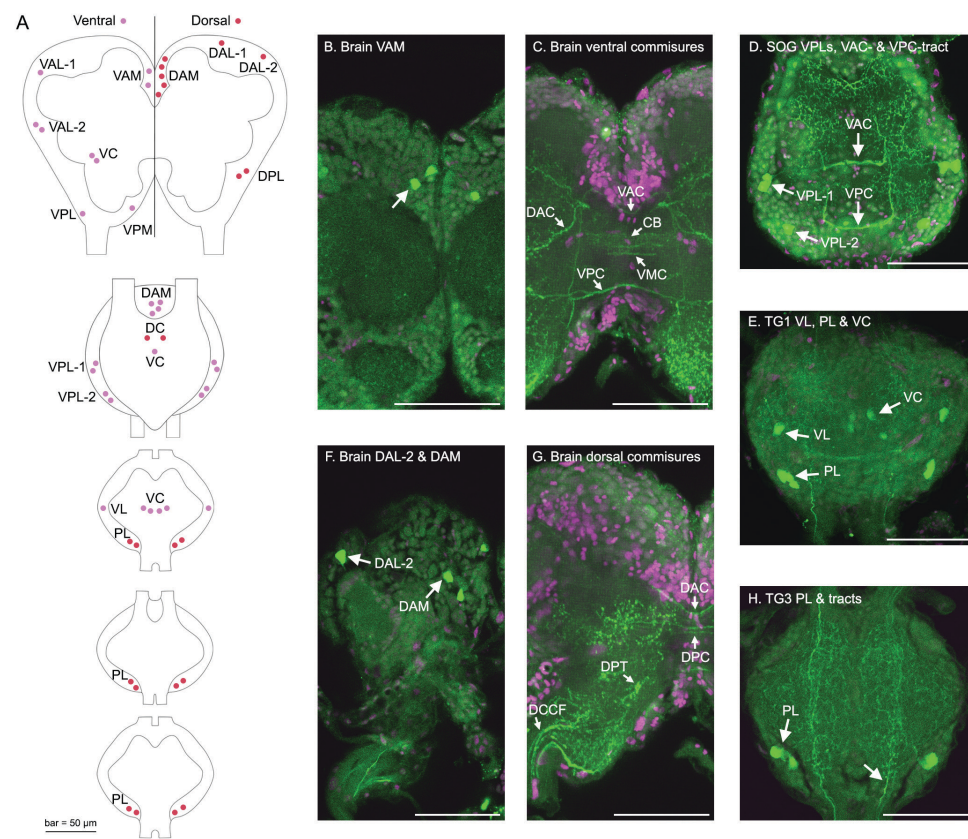 A
Ventral
Dorsal
VAL-1
VAM
DAM
DAL-1
DAL-2
VAL-2
VC
DPL
VPL
VPM
DAM
DC
VC
VPL-1
VPL-2
VC
VL
PL
PL
PL
bar = 50 µm
B. Brain VAM
C. Brain ventral commisures
VAC
DAC
CB
VMC
VPC
D. SOG VPLs, VAC- & VPC-tract
VAC
VPL-1
VPC
VPL-2
E. TG1 VL, PL & VC
VC
VL
PL
F. Brain DAL-2 & DAM
DAL-2
DAM
G. Brain dorsal commisures
DAC
DPC
DPT
DCCF
H. TG3 PL & tracts
PL